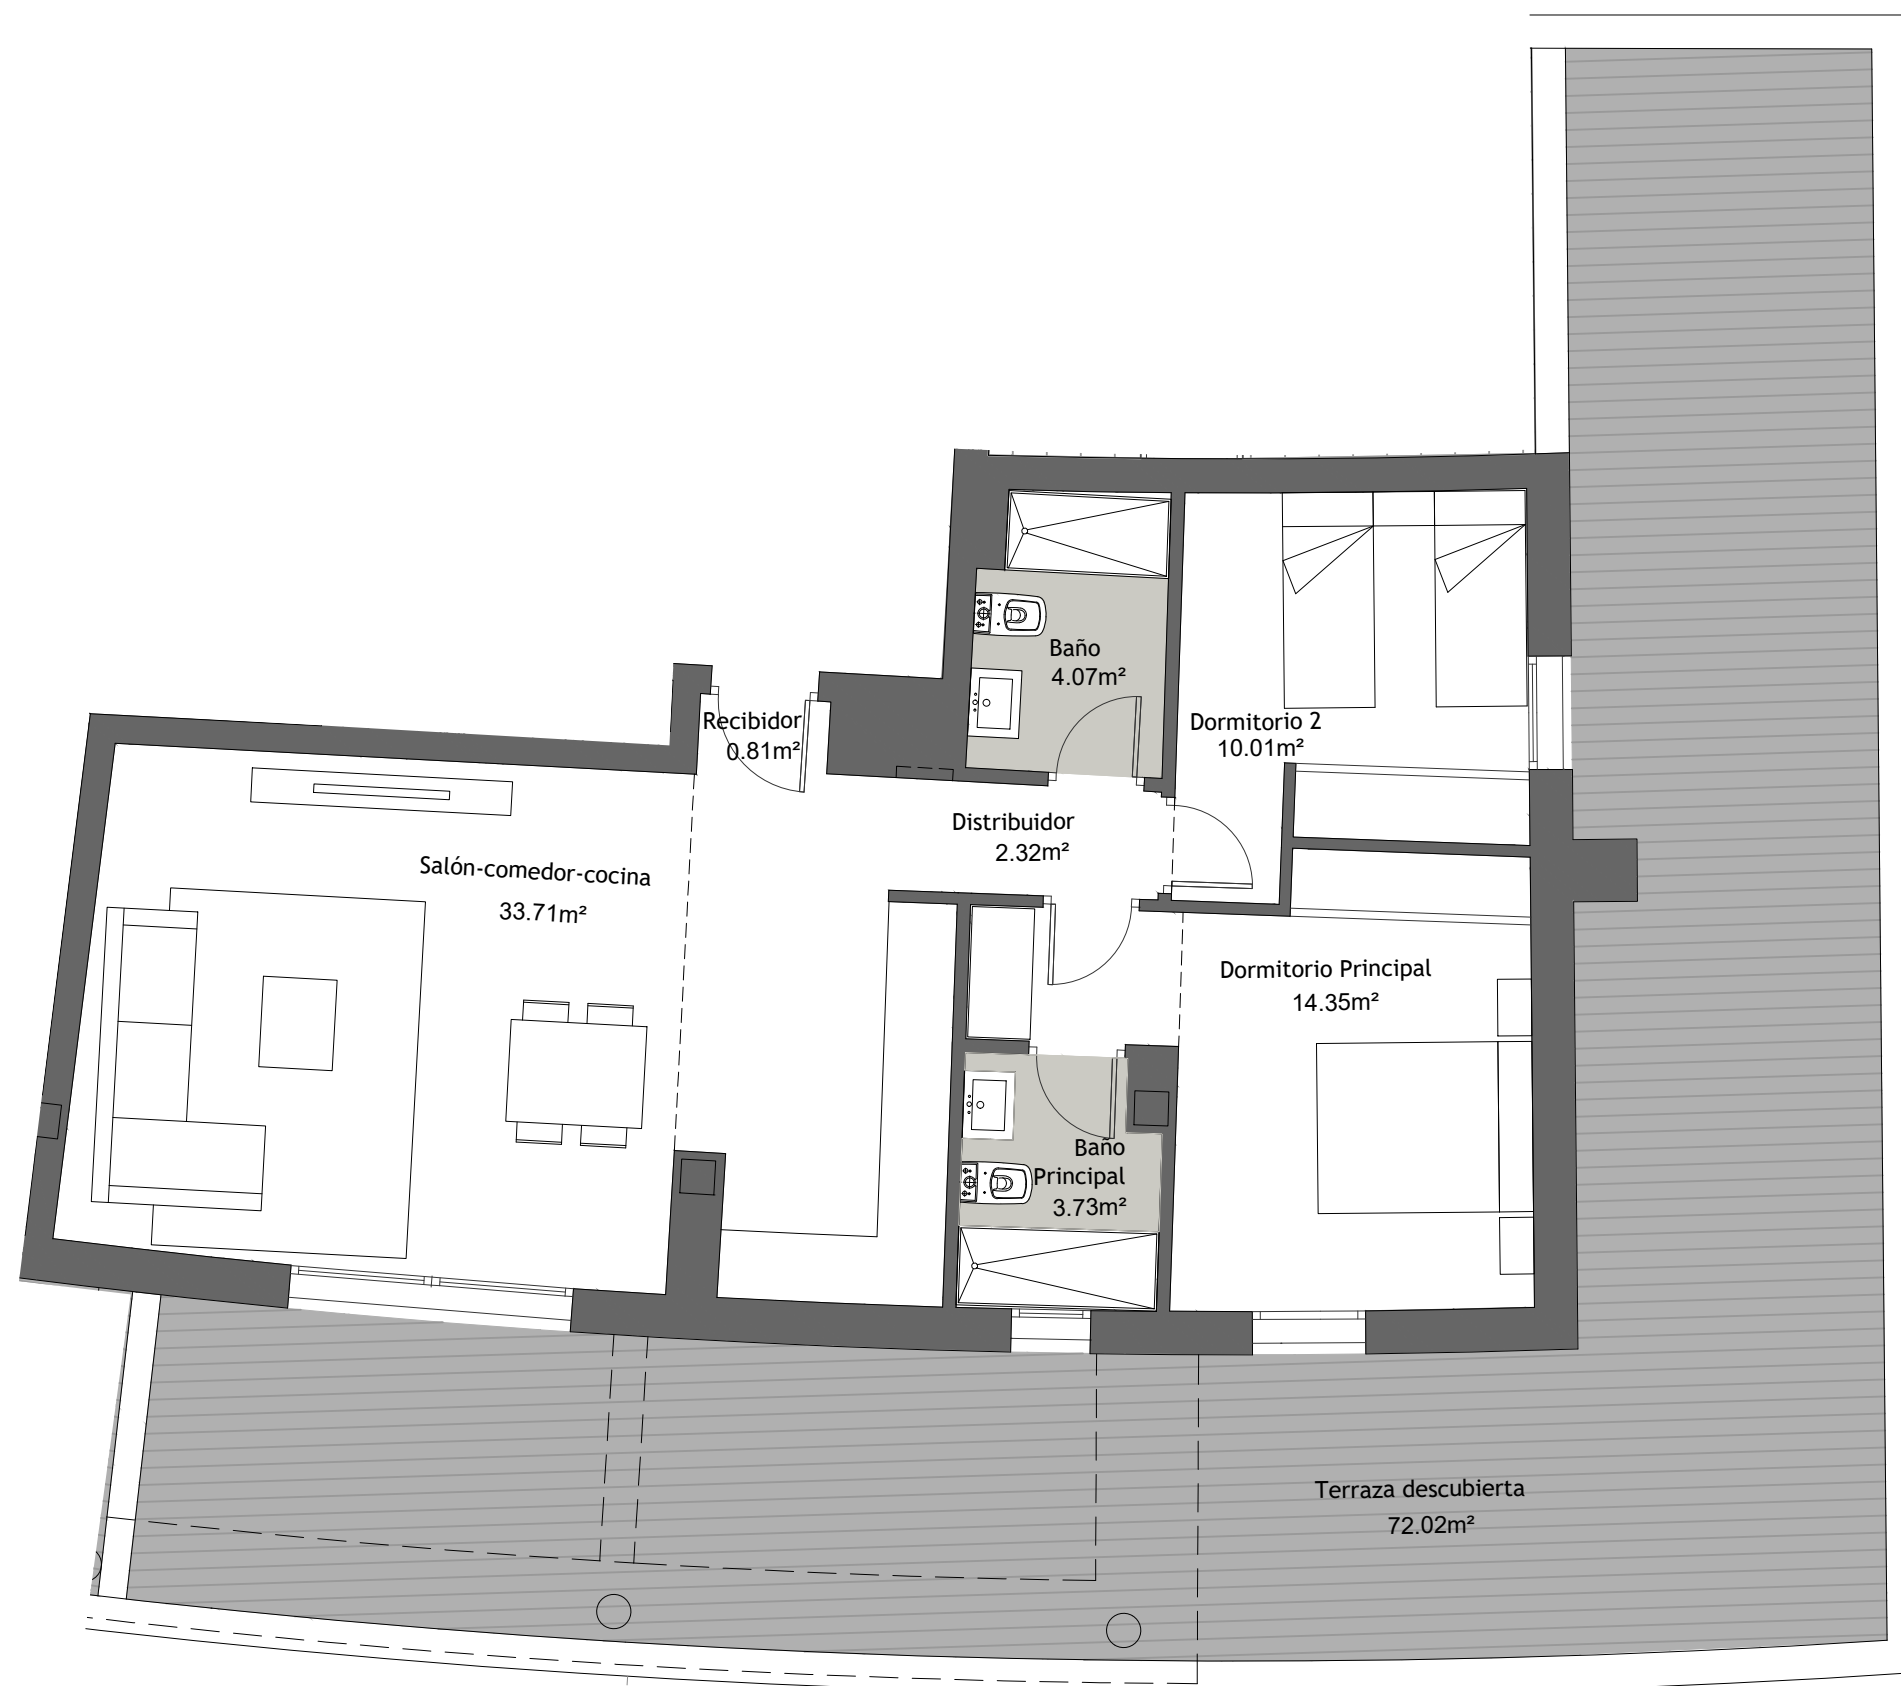 Baño
4.07m²
Recibidor
0.81m²
Dormitorio 2
10.01m²
Distribuidor
2.32m²
Salón-comedor-cocina
33.71m²
Dormitorio Principal
14.35m²
Baño
Principal
3.73m²
Terraza descubierta
72.02m²